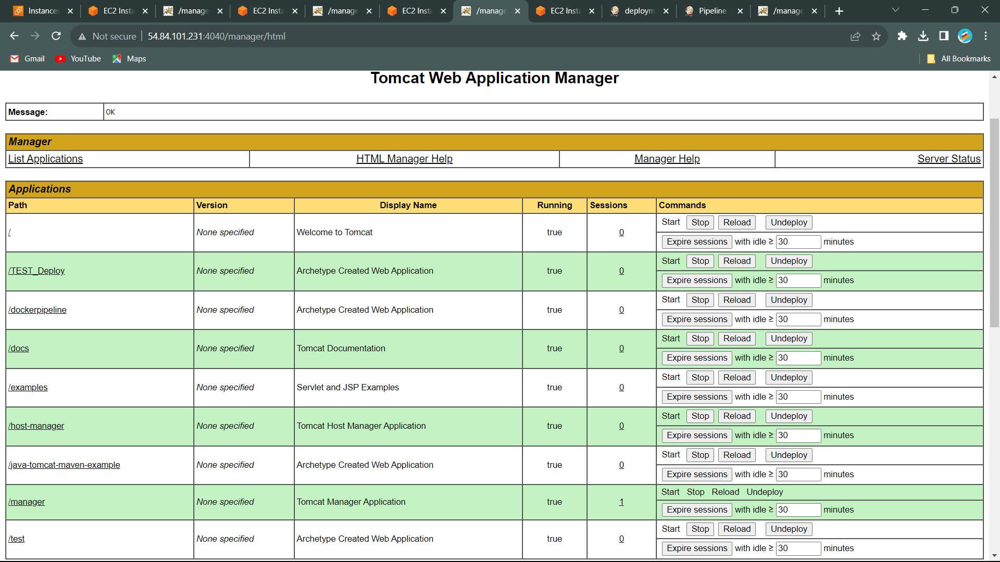 Instances
EC2 Insta
/manage
EC2 Insta
/manage
EC2 Insta
/manage
EC2 Insta
deploym
Pipeline
/manage
Not secure 54.84.101.231:4040/manager/html
Gmail YouTube Maps All Bookmarks
Tomcat Web Application Manager
Message: OK
Manager
List Applications HTML Manager Help Manager Help Server Status
Applications
Path Version Display Name Running Sessions Commands
/ None specified Welcome to Tomcat true 0 Start Stop Reload Undeploy
Expire sessions with idle ≥ 30 minutes
/TEST_Deploy None specified Archetype Created Web Application true 0 Start Stop Reload Undeploy
Expire sessions with idle ≥ 30 minutes
/dockerpipeline None specified Archetype Created Web Application true 0 Start Stop Reload Undeploy
Expire sessions with idle ≥ 30 minutes
/docs None specified Tomcat Documentation true 0 Start Stop Reload Undeploy
Expire sessions with idle ≥ 30 minutes
/examples None specified Servlet and JSP Examples true 0 Start Stop Reload Undeploy
Expire sessions with idle ≥ 30 minutes
/host-manager None specified Tomcat Host Manager Application true 0 Start Stop Reload Undeploy
Expire sessions with idle ≥ 30 minutes
/java-tomcat-maven-example None specified Archetype Created Web Application true 0 Start Stop Reload Undeploy
Expire sessions with idle ≥ 30 minutes
/manager None specified Tomcat Manager Application true 1 Start Stop Reload Undeploy
Expire sessions with idle ≥ 30 minutes
/test None specified Archetype Created Web Application true 0 Start Stop Reload Undeploy
Expire sessions with idle ≥ 30 minutes